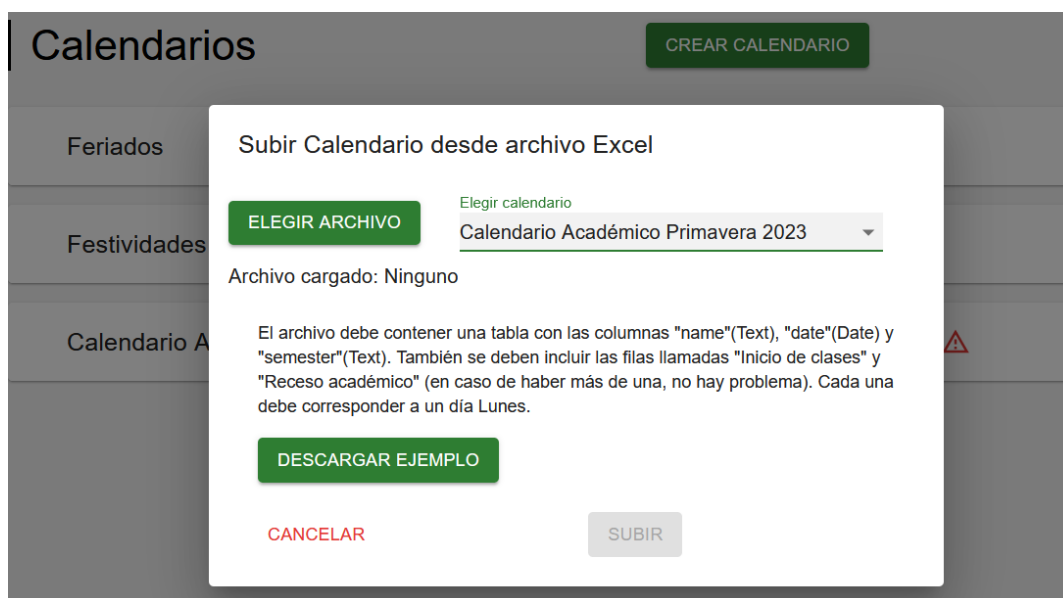 Calendarios
CREAR CALENDARIO
Feriados
Subir Calendario desde archivo Excel
Elegir calendario
ELEGIR ARCHIVO
Calendario Académico Primavera 2023
Festividades
Archivo cargado: Ninguno
El archivo debe contener una tabla con las columnas "name"(Text), "date"(Date) y
"semester"(Text). También se deben incluir las filas llamadas "Inicio de clases" y
Calendario A
"Receso académico" (en caso de haber más de una, no hay problema). Cada una
debe corresponder a un día Lunes.
DESCARGAR EJEMPLO
CANCELAR
SUBIR